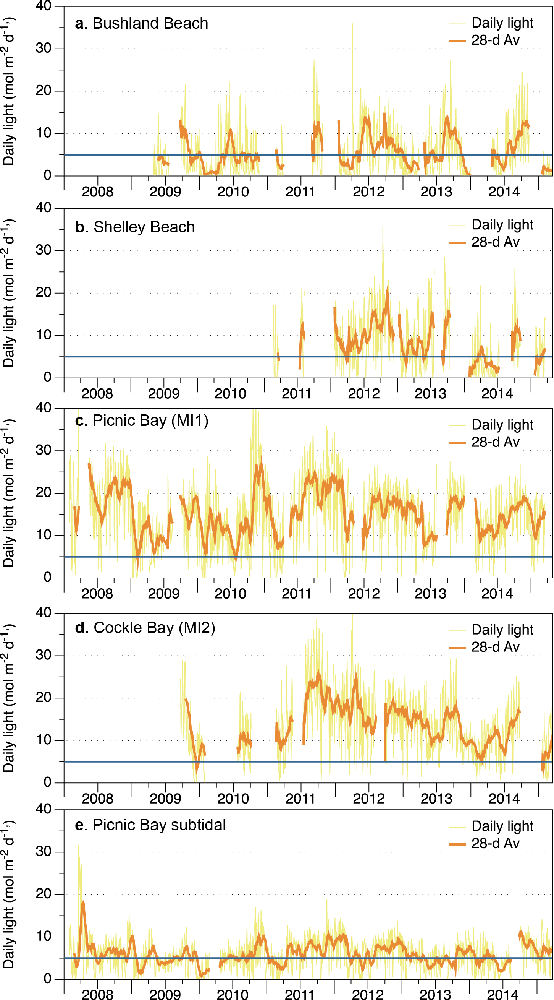 a. Bushland Beach
Daily light
28-d Av
Daily light (mol m-2 d-1,)
40
30
20
10
0
2008 2009 2010 2011 2012 2013 2014
b. Shelley Beach
Daily light
28-d Av
Daily light (mol m-2 d-1,)
40
30
20
10
0
2008 2009 2010 2011 2012 2013 2014
c. Picnic Bay (MI1)
Daily light
28-d Av
Daily light (mol m-2 d-1,)
40
30
20
10
0
2008 2009 2010 2011 2012 2013 2014
d. Cockle Bay (MI2)
Daily light
28-d Av
Daily light (mol m-2 d-1,)
40
30
20
10
0
2008 2009 2010 2011 2012 2013 2014
e. Picnic Bay subtidal
Daily light
28-d Av
Daily light (mol m-2 d-1,)
40
30
20
10
0
2008 2009 2010 2011 2012 2013 2014